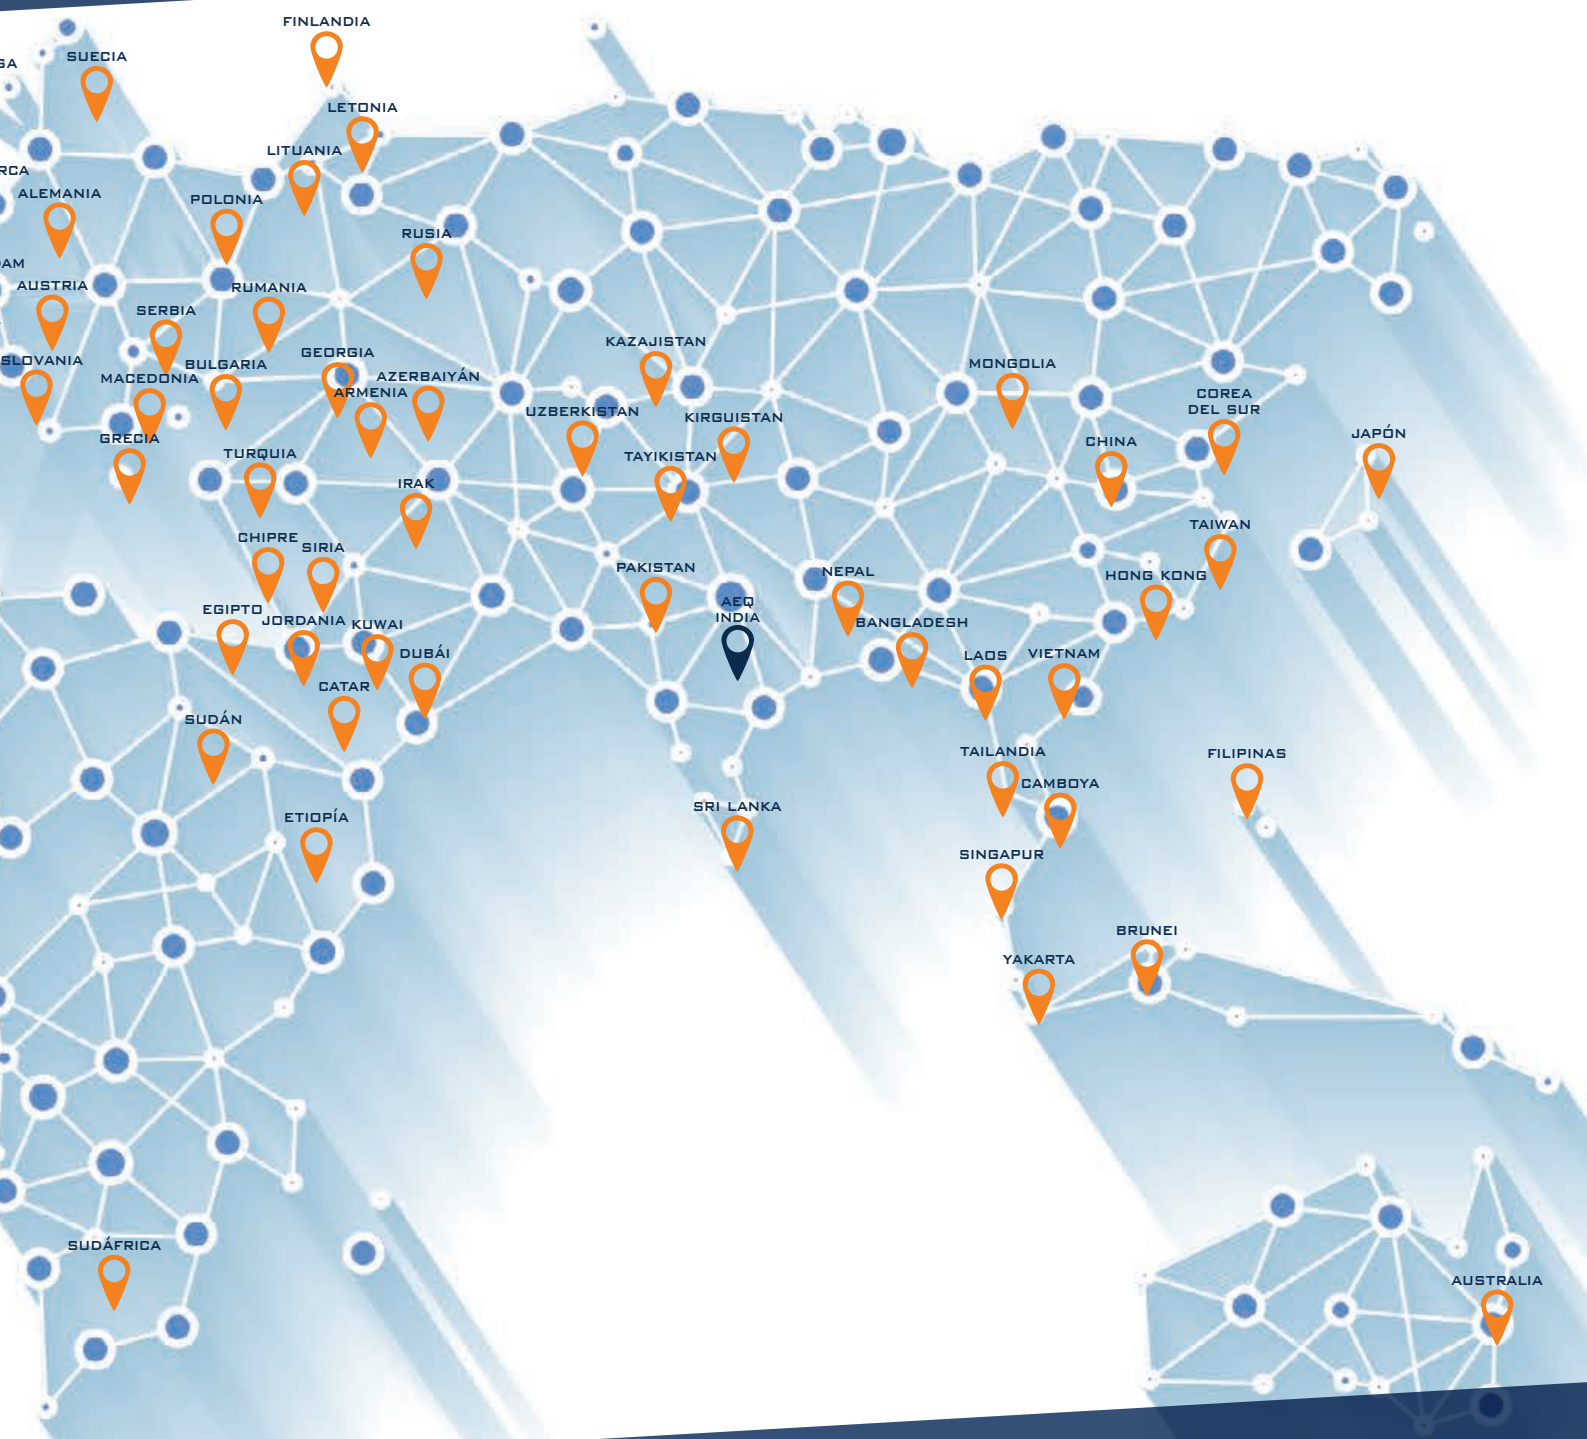 FINLANDIA
SUECIA
GA
LETONIA
LITUANIA
RCA
ALEMANIA
POLONIA
RUSIA
DAM
AUSTRIA
RUMANIA
SERBIA
KAZAJISTAN
GEORGIA
SLOVANIA
BULGARIA
MONGOLIA
MACEDONIA
AZERBAIYÁN
ARMENIA
COREA
DEL SUR
UZBERKISTAN
KIRGUISTAN
JAPÓN
GRECIA
CHINA
TURQUIA
TAYIKISTAN
IRAK
TAIWAN
CHIPRE
SIRIA
PAKISTAN
NEPAL
HONG KONG
AEQ
INDIA
EGIPTO
JORDANIA
KUWAI
BANGLADESH
DUBÁI
LAOS
VIETNAM
CATAR
SUDÁN
TAILANDIA
FILIPINAS
CAMBOYA
SRI LANKA
ETIOPÍA
SINGAPUR
BRUNEI
YAKARTA
SUDÁFRICA
AUSTRALIA